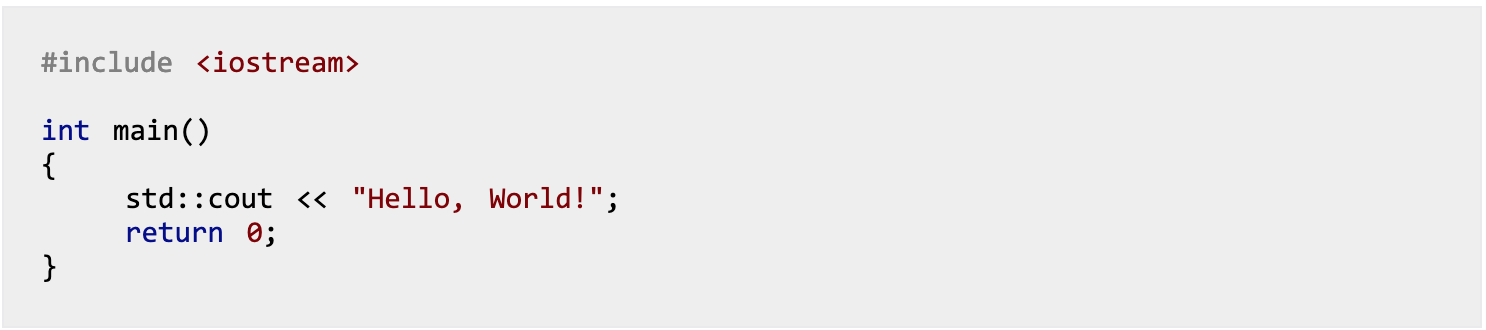 #include <iostream>
int main()
{
std::cout << "Hello, World!";
return 0;
}